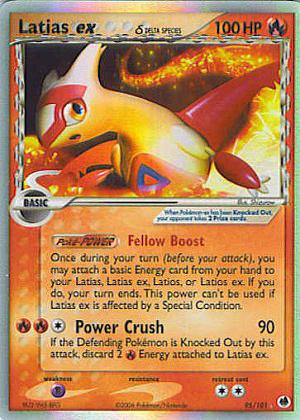 Latias ex δ DELTA SPECIES 100 HP
Illus. Shizurow
BASIC
When Pokémon-ex has been Knocked Out,
your opponent takes 2 Prize cards.
Poké-POWER Fellow Boost
Once during your turn (before your attack), you
may attach a basic Energy card from your hand to
your Latias, Latias ex, Latios, or Latios ex. If you
do, your turn ends. This power can't be used if
Latias ex is affected by a Special Condition.
Power Crush 90
If the Defending Pokémon is Knocked Out by this
attack, discard 2 Energy attached to Latias ex.
weakness resistance retreat cost
©2006 Pokémon/Nintendo 95/101